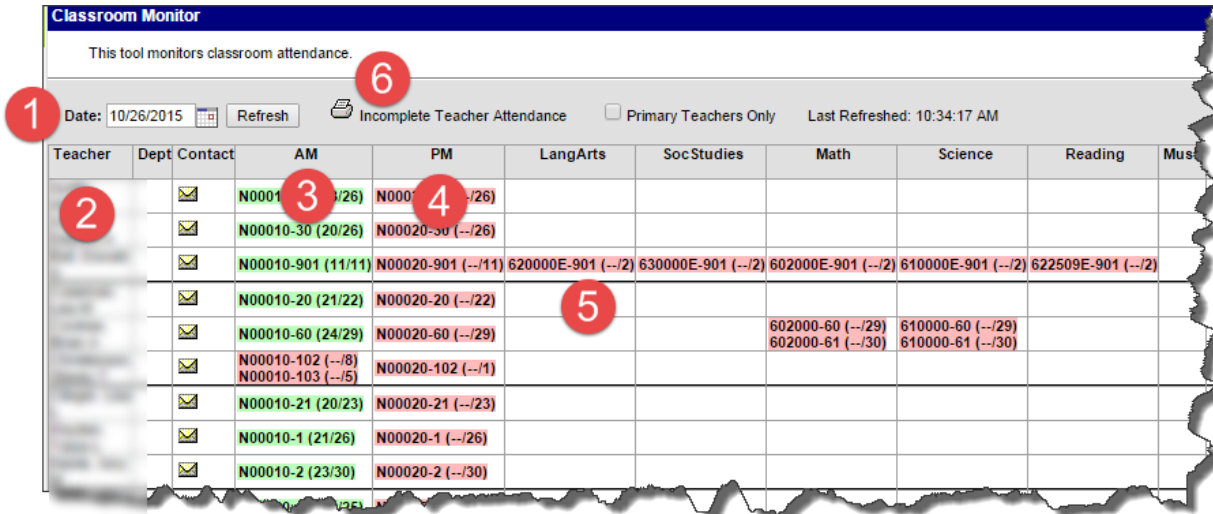 Classroom Monitor
This tool monitors classroom attendance.
6
1 Date: 10/26/2015 Refresh Incomplete Teacher Attendance Primary Teachers Only Last Refreshed: 10:34:17 AM
Teacher Dept Contact AM PM LangArts SocStudies Math Science Reading
2 3 4
N00010-30 (20/26) N00020-30 (--/26)
N00010-901 (11/11) N00020-901 (--/11) 620000E-901 (--/2) 630000E-901 (--/2) 602000E-901 (--/2) 610000E-901 (--/2) 622509E-901 (--/2)
N00010-20 (21/22) N00020-20 (--/22) 5
N00010-60 (24/29) N00020-60 (--/29) 602000-60 (--/29) 610000-60 (--/29)
602000-61 (--/30) 610000-61 (--/30)
N00010-102 (--/8) N00020-102 (--/1)
N00010-103 (--/5)
N00010-21 (20/23) N00020-21 (--/23)
N00010-1 (21/26) N00020-1 (--/26)
N00010-2 (23/30) N00020-2 (--/30)